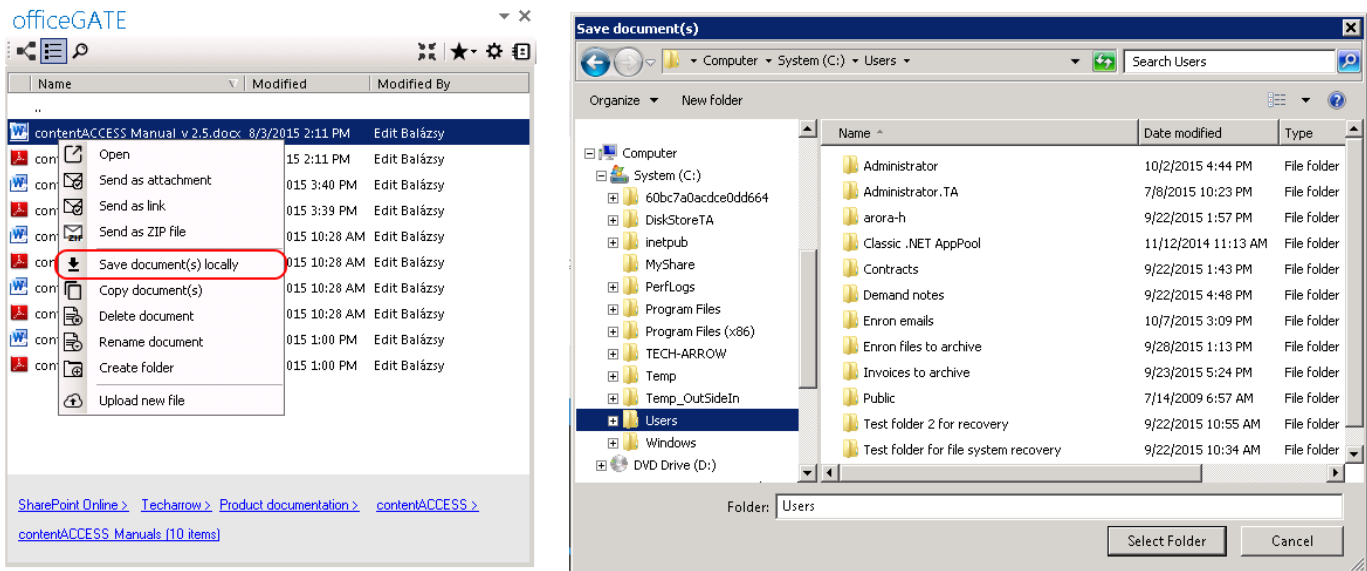 officeGATE
Name Modified Modified By
..
contentACCESS Manual v 2.5.docx 8/3/2015 2:11 PM Edit Balázsy
con 15 2:11 PM Edit Balázsy
con 015 3:40 PM Edit Balázsy
con 015 3:39 PM Edit Balázsy
con 015 10:28 AM Edit Balázsy
con 015 10:28 AM Edit Balázsy
con 015 10:28 AM Edit Balázsy
con 015 10:28 AM Edit Balázsy
con 015 1:00 PM Edit Balázsy
con 015 1:00 PM Edit Balázsy
Open
Send as attachment
Send as link
ZIP Send as ZIP file
Save document(s) locally
Copy document(s)
Delete document
Rename document
Create folder
Upload new file
SharePoint Online > Techarrow > Product documentation > contentACCESS >
contentACCESS Manuals (10 items)
Save document(s)
Computer System (C:) Users
Search Users
Organize New folder
Computer
System (C:)
60bc7a0acdce0dd664
DiskStoreTA
inetpub
MyShare
PerfLogs
Program Files
Program Files (x86)
TECH-ARROW
Temp
Temp_OutSideIn
Users
Windows
DVD Drive (D:)
Name Date modified Type
Administrator 10/2/2015 4:44 PM File folder
Administrator.TA 7/8/2015 10:23 PM File folder
arora-h 9/22/2015 1:57 PM File folder
Classic .NET AppPool 11/12/2014 11:13 AM File folder
Contracts 9/22/2015 1:43 PM File folder
Demand notes 9/22/2015 4:48 PM File folder
Enron emails 10/7/2015 3:09 PM File folder
Enron files to archive 9/28/2015 1:13 PM File folder
Invoices to archive 9/23/2015 5:24 PM File folder
Public 7/14/2009 6:57 AM File folder
Test folder 2 for recovery 9/22/2015 10:55 AM File folder
Test folder for file system recovery 9/22/2015 10:34 AM File folder
Folder: Users
Select Folder Cancel